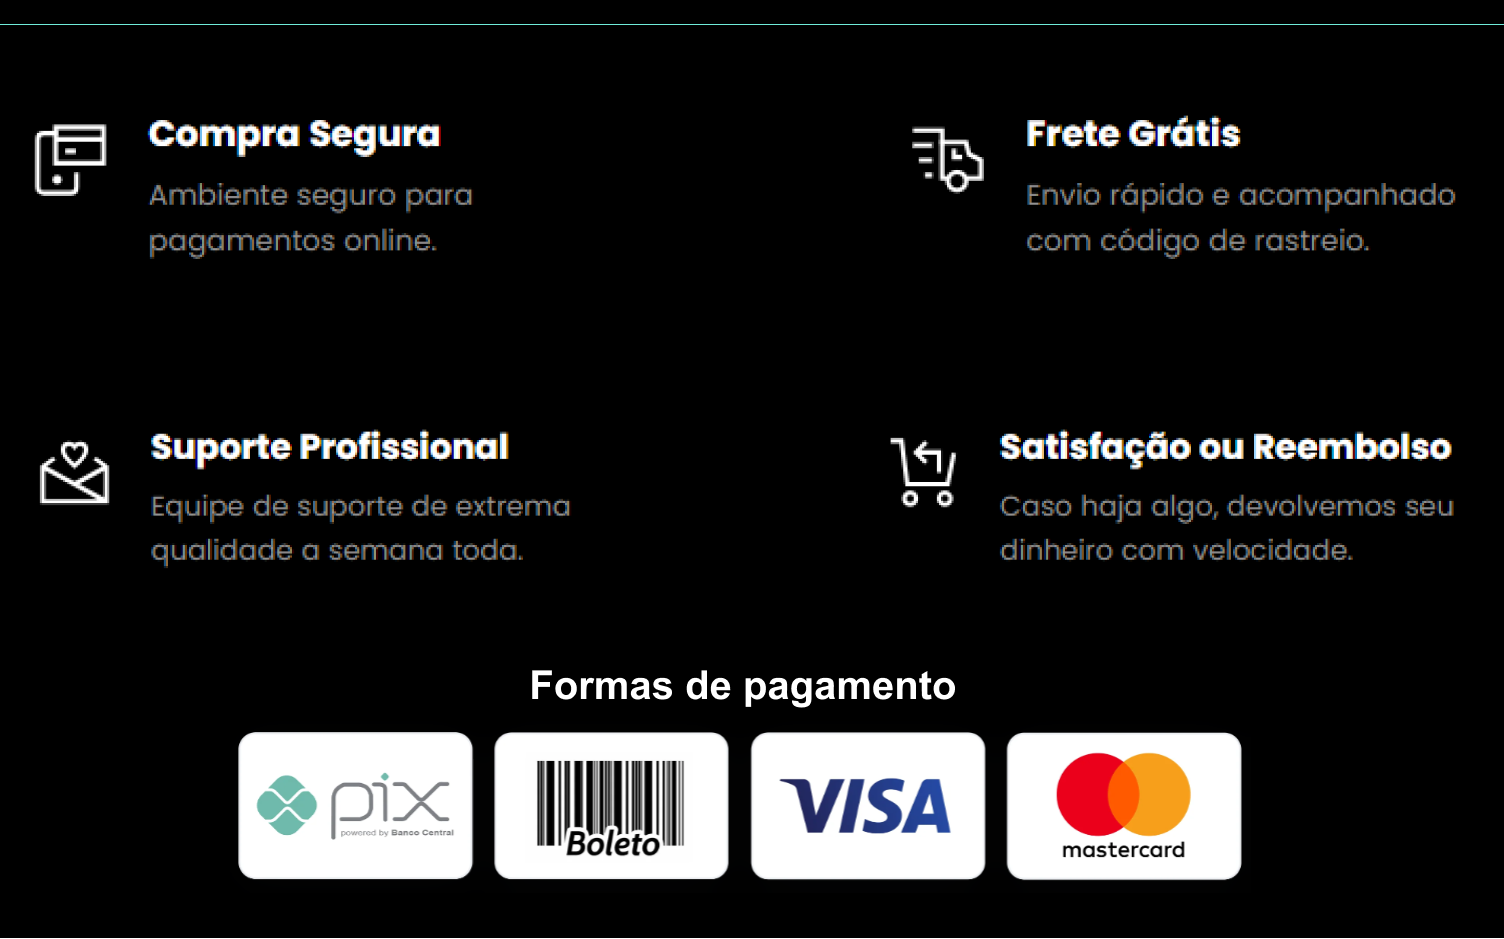 Compra Segura
Ambiente seguro para
pagamentos online.
Frete Grátis
Envio rápido e acompanhado
com código de rastreio.
Suporte Profissional
Equipe de suporte de extrema
qualidade a semana toda.
Satisfação ou Reembolso
Caso haja algo, devolvemos seu
dinheiro com velocidade.
Formas de pagamento
pix
powered by Banco Central
Boleto
VISA
mastercard